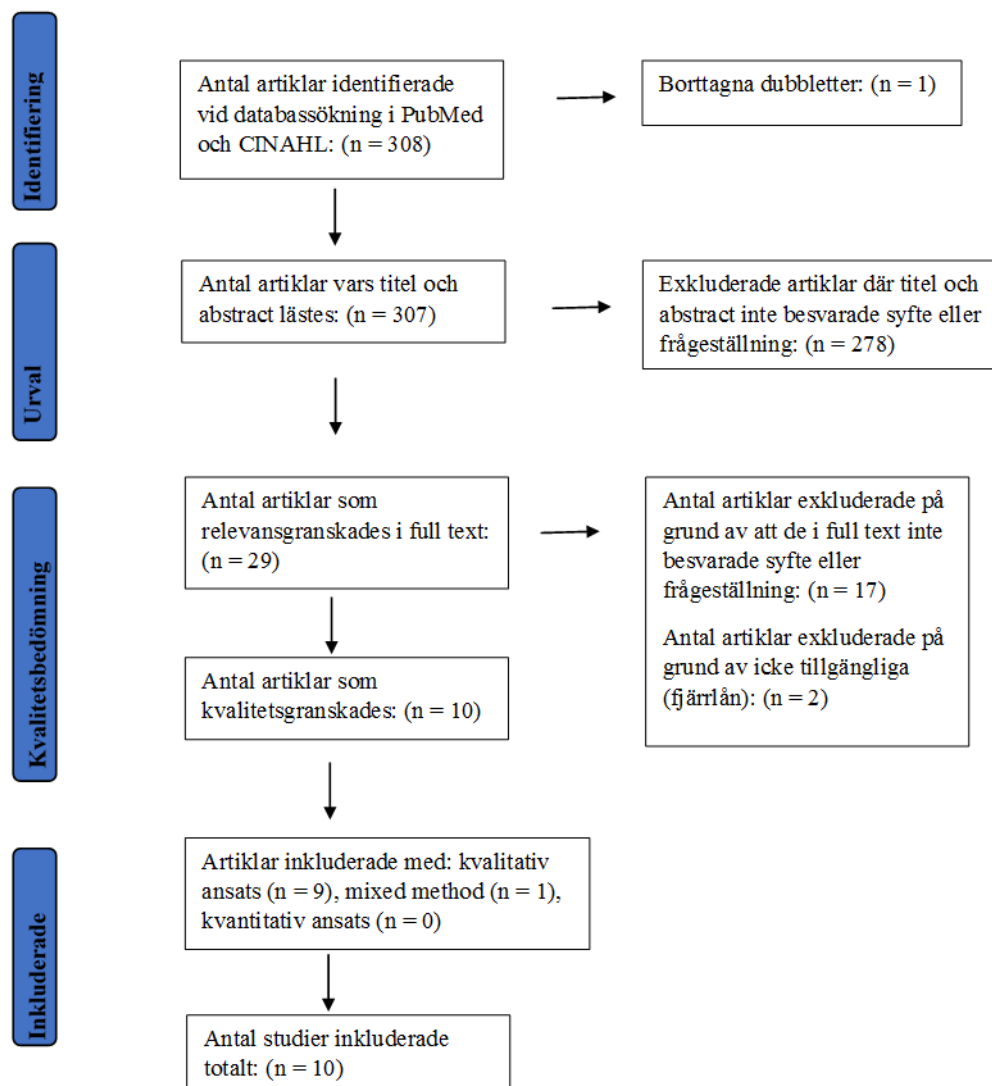 Identifiering
Antal artiklar identifierade
vid databassökning i PubMed
och CINAHL: (n = 308)
Borttagna dubbletter: (n = 1)
Urval
Antal artiklar vars titel och
abstract lästes: (n = 307)
Exkluderade artiklar där titel och
abstract inte besvarade syfte eller
frågeställning: (n = 278)
Kvalitetsbedömning
Antal artiklar som
relevansgranskades i full text:
(n = 29)
Antal artiklar exkluderade på
grund av att de i full text inte
besvarade syfte eller
frågeställning: (n = 17)
Antal artiklar exkluderade på
grund av icke tillgängliga
(fjärrlån): (n = 2)
Antal artiklar som
kvalitetsgranskades: (n = 10)
Inkluderade
Artiklar inkluderade med: kvalitativ
ansats (n = 9), mixed method (n = 1),
kvantitativ ansats (n = 0)
Antal studier inkluderade
totalt: (n = 10)